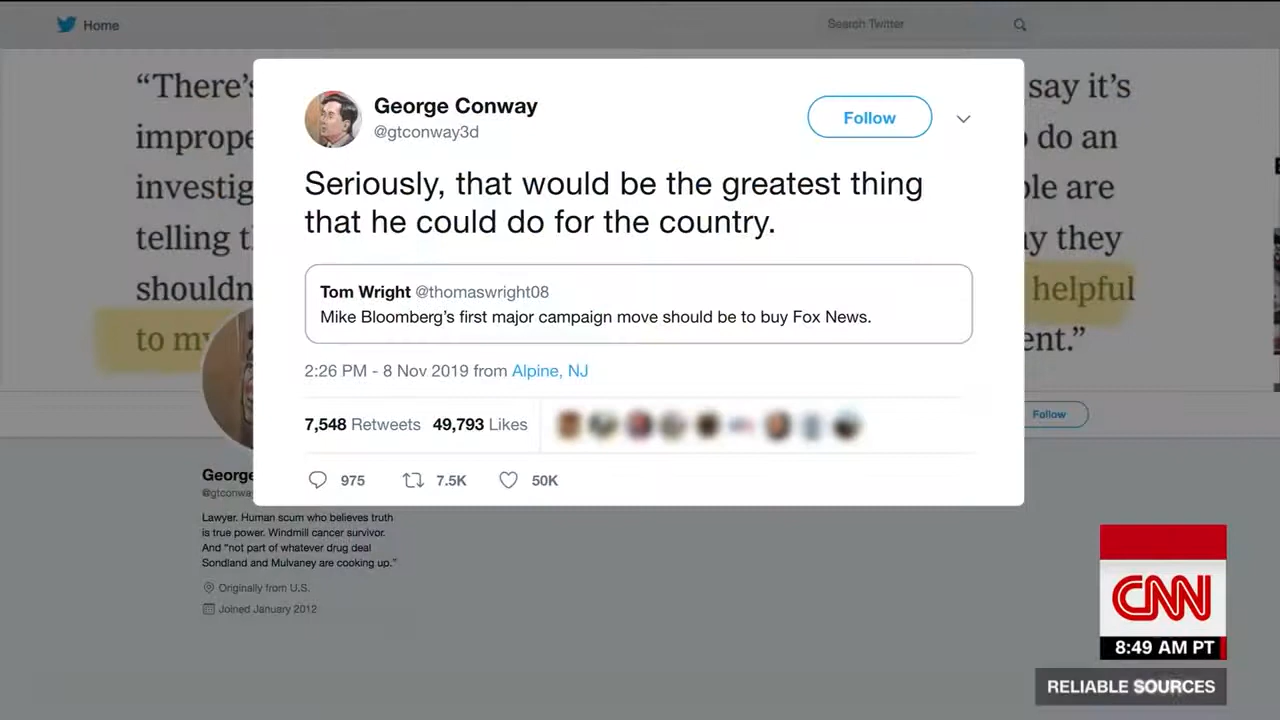 Home
Search Twitter
“There’s
say it’s
imprope
do an
investig
ple are
telling t
y they
shouldn
helpful
to my
ent.”
George Conway
@gtconway3d
Follow
Seriously, that would be the greatest thing
that he could do for the country.
Tom Wright @thomaswright08
Mike Bloomberg’s first major campaign move should be to buy Fox News.
2:26 PM - 8 Nov 2019 from Alpine, NJ
7,548 Retweets 49,793 Likes
975 7.5K 50K
Follow
George
@gtconwa
Lawyer. Human scum who believes truth
is true power. Windmill cancer survivor.
And “not part of whatever drug deal
Sondland and Mulvaney are cooking up.”
Originally from U.S.
Joined January 2012
CNN
8:49 AM PT
RELIABLE SOURCES